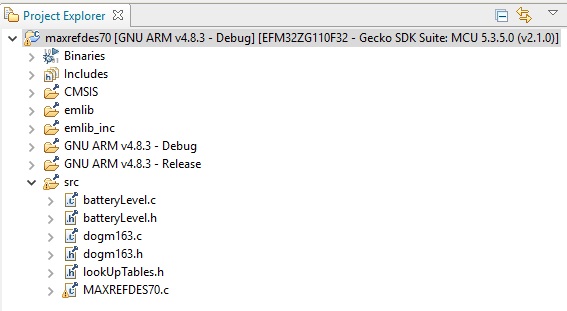 Project Explorer
maxrefdes70 [GNU ARM v4.8.3 - Debug] [EFM32ZG110F32 - Gecko SDK Suite: MCU 5.3.5.0 (v2.1.0)]
Binaries
Includes
CMSIS
emlib
emlib_inc
GNU ARM v4.8.3 - Debug
GNU ARM v4.8.3 - Release
src
batteryLevel.c
batteryLevel.h
dogm163.c
dogm163.h
lookUpTables.h
MAXREFDES70.c